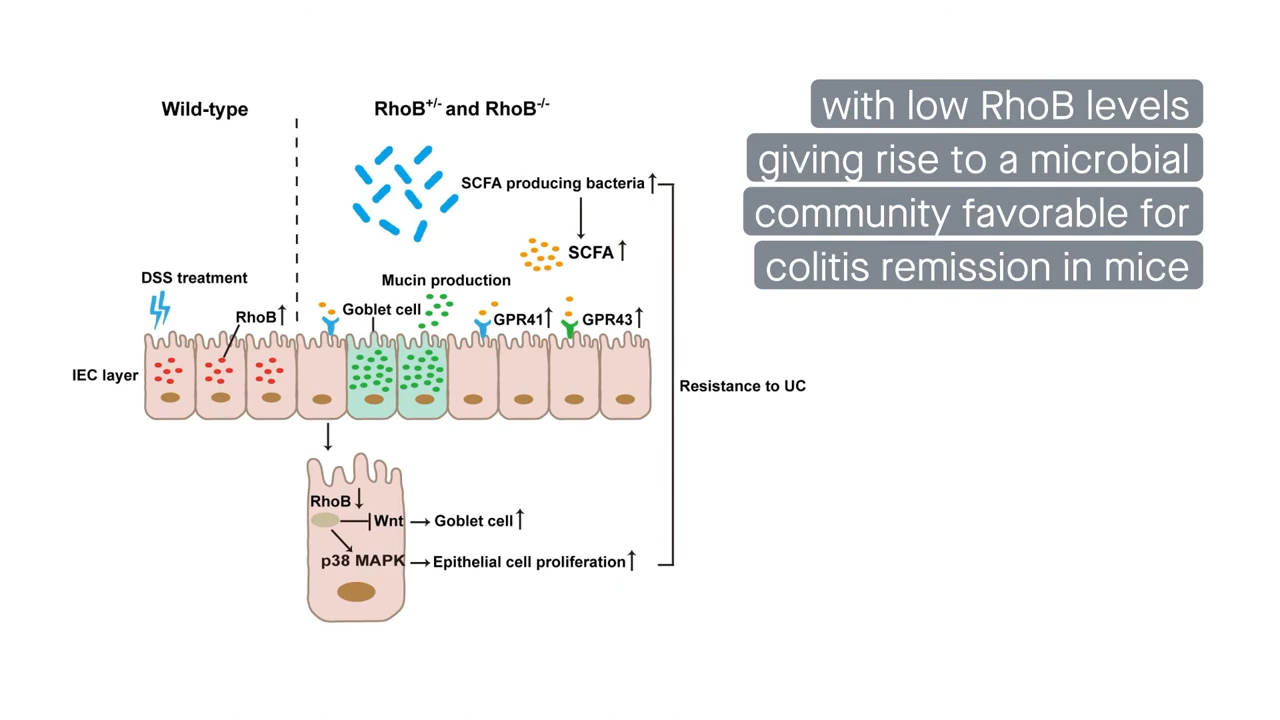 Wild-type
RhoB+/- and RhoB-/-
with low RhoB levels
giving rise to a microbial
community favorable for
colitis remission in mice
SCFA producing bacteria ↑
SCFA ↑
DSS treatment
Mucin production
RhoB ↑
Goblet cell
GPR41 ↑
GPR43 ↑
IEC layer
Resistance to UC
RhoB ↓
Wnt → Goblet cell ↑
p38 MAPK → Epithelial cell proliferation ↑